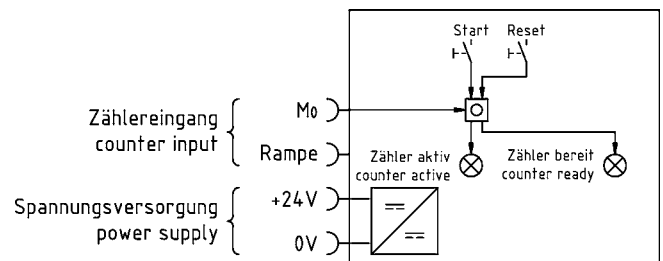 Start
Reset
Zählereingang
counter input
Mo
Rampe
Zähler aktiv
counter active
Zähler bereit
counter ready
Spannungsversorgung
power supply
+24V
0V